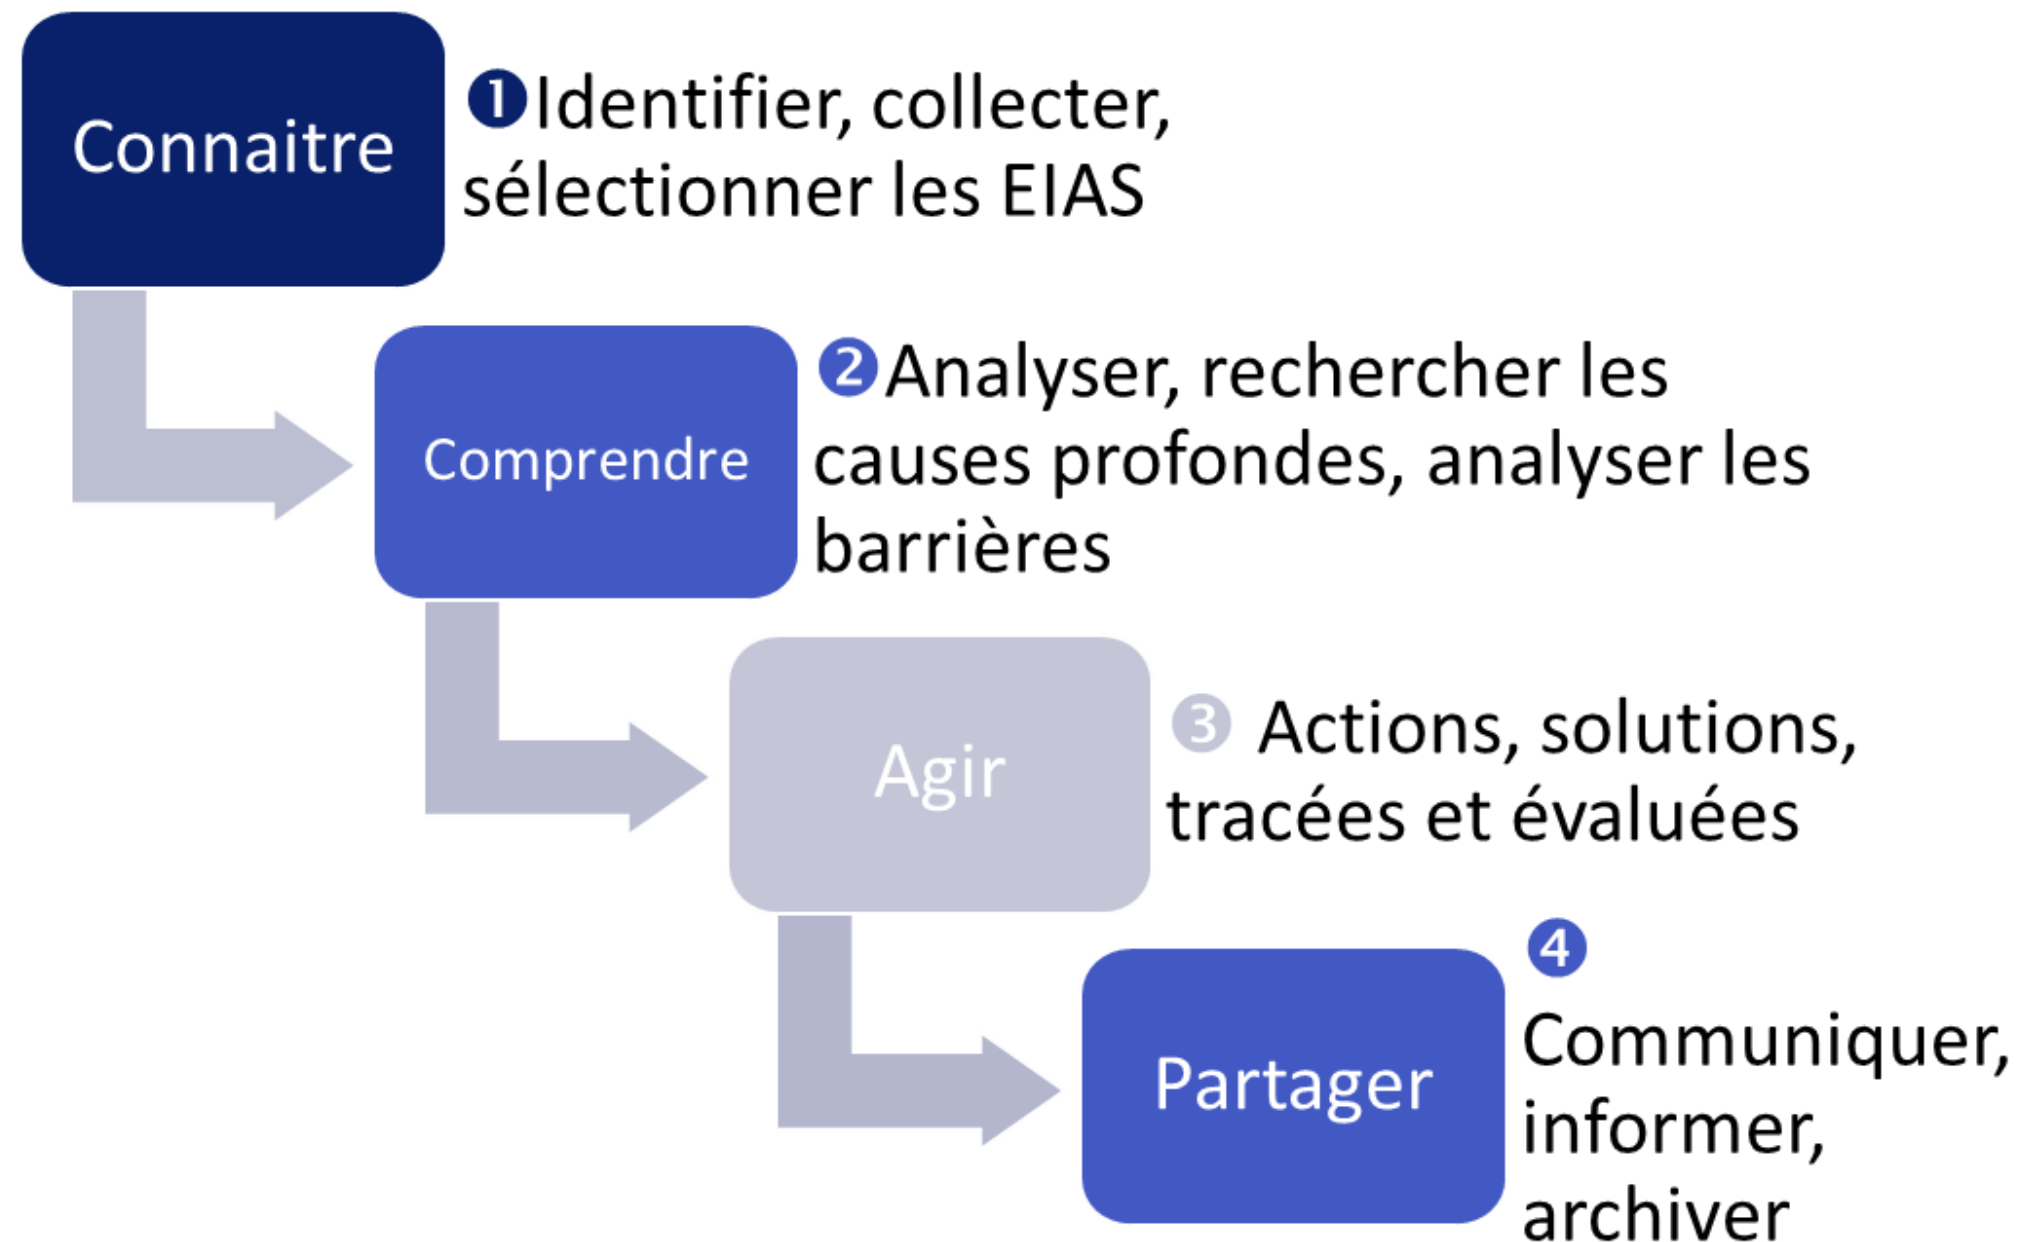 Connaitre
❶Identifier, collecter,
sélectionner les EIAS
Comprendre
❷Analyser, rechercher les
causes profondes, analyser les
barrières
Agir
❸ Actions, solutions,
tracées et évaluées
Partager
❹
Communiquer,
informer,
archiver